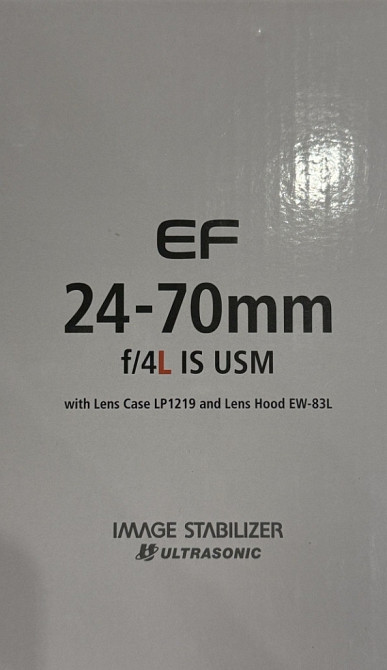 EF
24-70mm
f/4L IS USM
with Lens Case LP1219 and Lens Hood EW-83L
IMAGE STABILIZER
ULTRASONIC